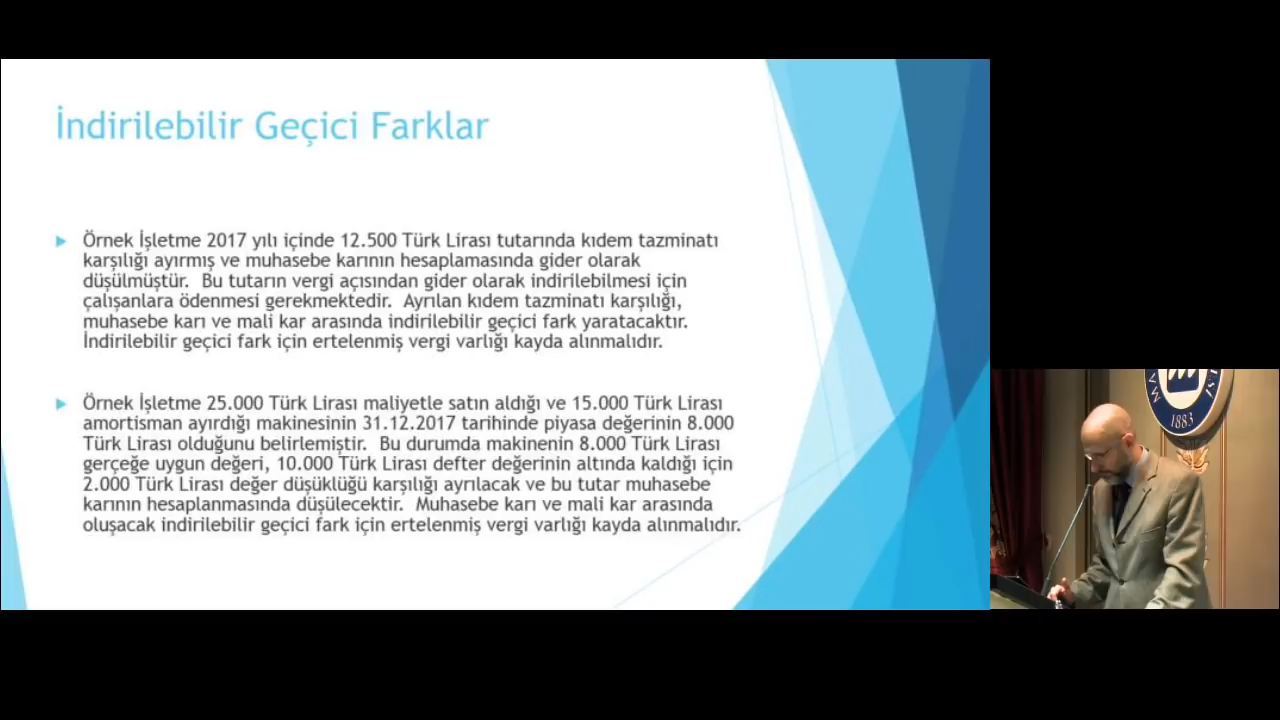 İndirilebilir Geçici Farklar
Örnek İşletme 2017 yılı içinde 12.500 Türk Lirası tutarında kıdem tazminatı
karşılığı ayırmış ve muhasebe karının hesaplamasında gider olarak
düşülmüştür.  Bu tutarın vergi açısından gider olarak indirilebilmesi için
çalışanlara ödenmesi gerekmektedir.  Ayrılan kıdem tazminatı karşılığı,
muhasebe karı ve mali kar arasında indirilebilir geçici fark yaratacaktır.
İndirilebilir geçici fark için ertelenmiş vergi varlığı kayda alınmalıdır.
Örnek İşletme 25.000 Türk Lirası maliyetle satın aldığı ve 15.000 Türk Lirası
amortisman ayırdığı makinesinin 31.12.2017 tarihinde piyasa değerinin 8.000
Türk Lirası olduğunu belirlemiştir.  Bu durumda makinenin 8.000 Türk Lirası
gerçeğe uygun değeri, 10.000 Türk Lirası defter değerinin altında kaldığı için
2.000 Türk Lirası değer düşüklüğü karşılığı ayrılacak ve bu tutar muhasebe
karının hesaplanmasında düşülecektir.  Muhasebe karı ve mali kar arasında
oluşacak indirilebilir geçici fark için ertelenmiş vergi varlığı kayda alınmalıdır.
1883